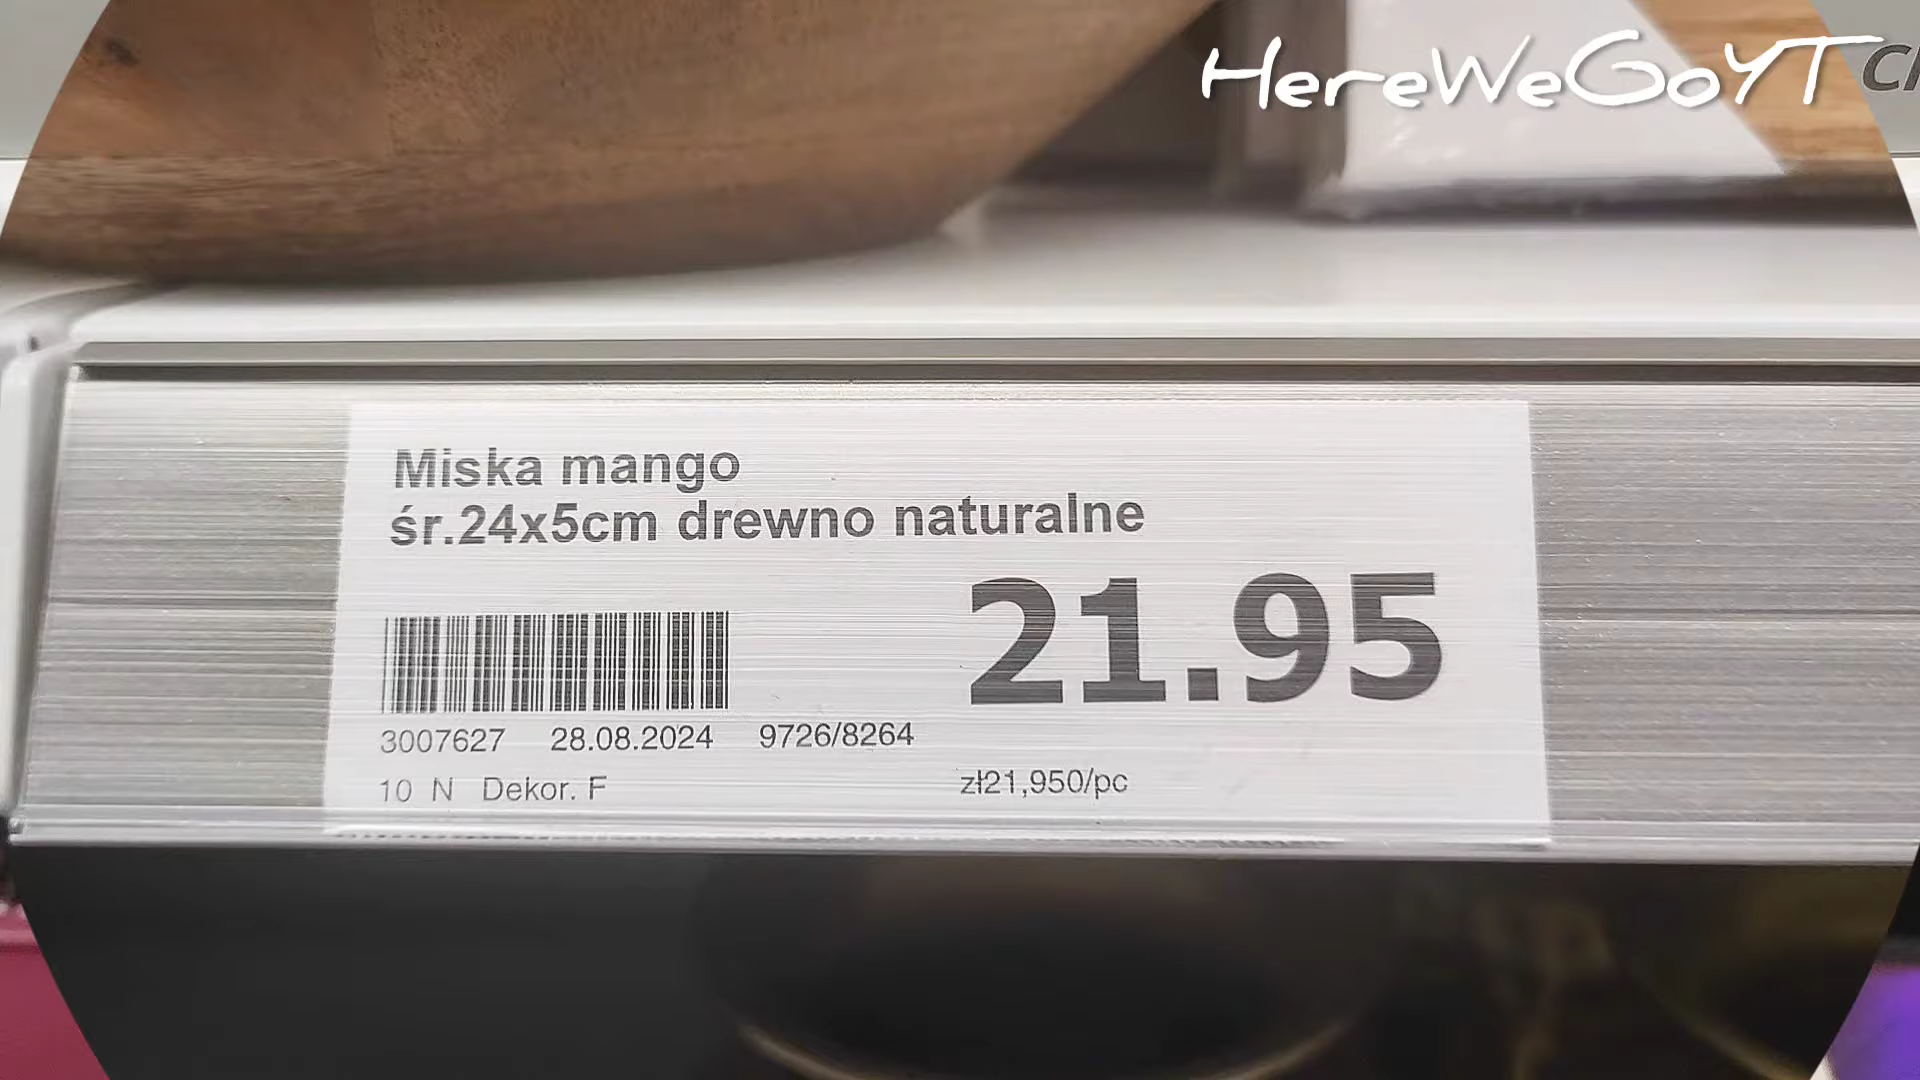 HereWeGoYT
Miska mango
śr.24x5cm drewno naturalne
21.95
3007627 28.08.2024 9726/8264
10 N Dekor. F
zł21,950/pc